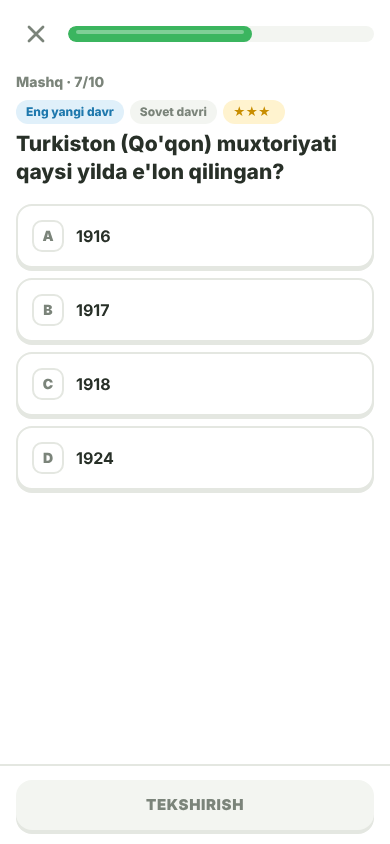 Mashq · 7/10
Eng yangi davr
Sovet davri
★★★
Turkiston (Qo'qon) muxtoriyati
qaysi yilda e'lon qilingan?
A 1916
B 1917
C 1918
D 1924
TEKSHIRISH